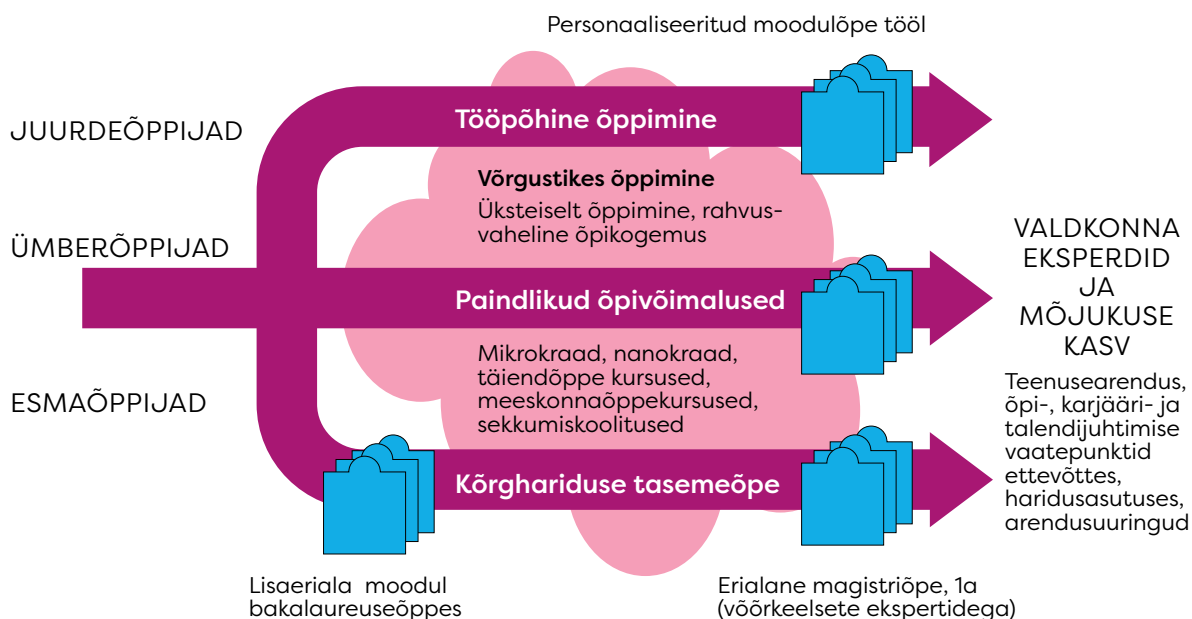 Personaaliseeritud moodulõpe tööl
JUURDEÕPPIJAD
Tööpõhine õppimine
Võrgustikes õppimine
Üksteiselt õppimine, rahvus-
vaheline õpikogemus
ÜMBERÕPPIJAD
Paindlikud õpivõimalused
VALDKONNA
EKSPERDID
JA
MÕJUKUSE
KASV
Mikrokraad, nanokraad,
täiendõppe kursused,
meeskonnaõppekursused,
sekkumiskoolitused
ESMAÕPPIJAD
Teenusearendus,
õpi-, karjääri- ja
talendijuhtimise
vaatepunktid
ettevõttes,
haridusasutuses,
arendusuuringud
Kõrghariduse tasemeõpe
Lisaeriala moodul
bakalaureuseõppes
Erialane magistriõpe, 1a
(võõrkeelsete ekspertidega)